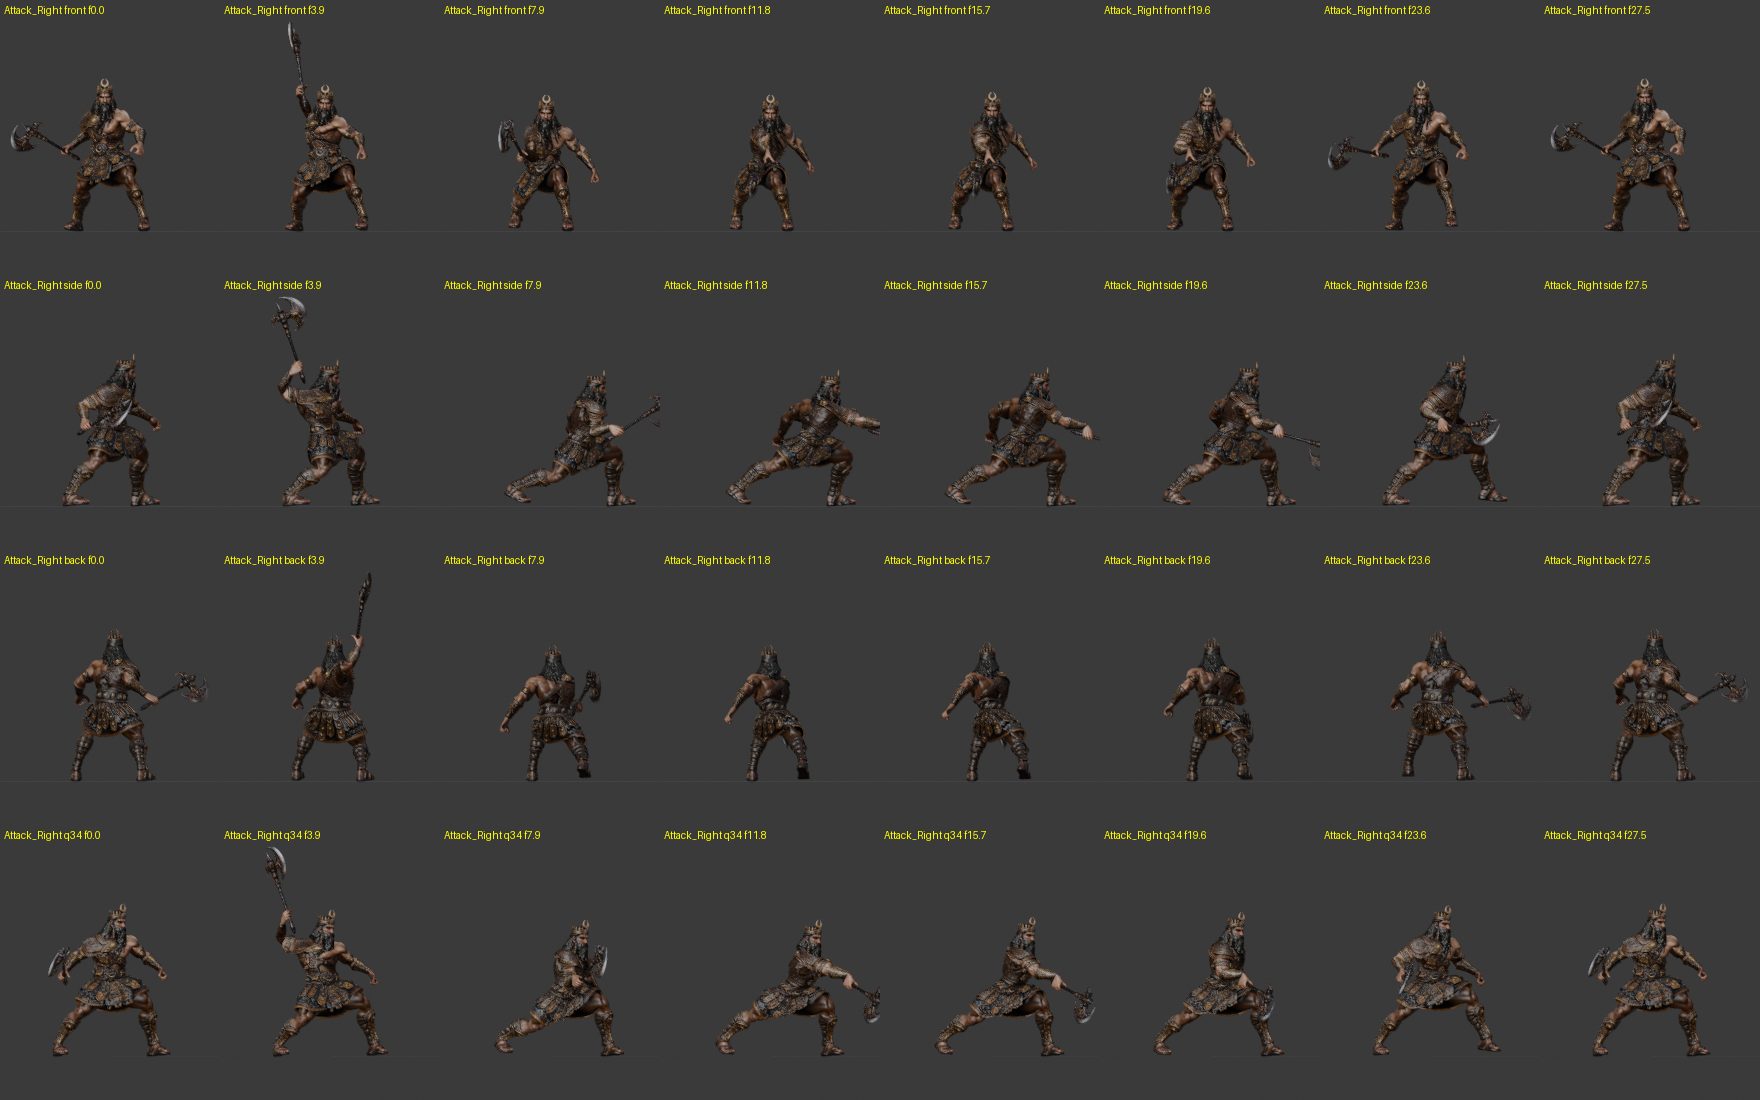 Attack_Right front f0.0
Attack_Right front f3.9
Attack_Right front f7.9
Attack_Right front f11.8
Attack_Right front f15.7
Attack_Right front f19.6
Attack_Right front f23.6
Attack_Right front f27.5
Attack_Right side f0.0
Attack_Right side f3.9
Attack_Right side f7.9
Attack_Right side f11.8
Attack_Right side f15.7
Attack_Right side f19.6
Attack_Right side f23.6
Attack_Right side f27.5
Attack_Right back f0.0
Attack_Right back f3.9
Attack_Right back f7.9
Attack_Right back f11.8
Attack_Right back f15.7
Attack_Right back f19.6
Attack_Right back f23.6
Attack_Right back f27.5
Attack_Right q34 f0.0
Attack_Right q34 f3.9
Attack_Right q34 f7.9
Attack_Right q34 f11.8
Attack_Right q34 f15.7
Attack_Right q34 f19.6
Attack_Right q34 f23.6
Attack_Right q34 f27.5